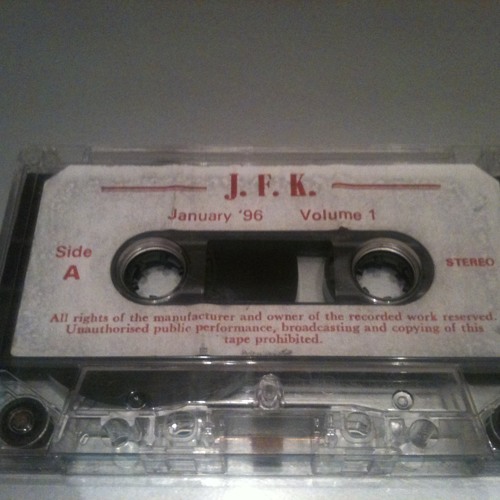 J. F. K.
January '96 Volume 1
Side
A
STEREO
All rights of the manufacturer and owner of the recorded work reserved.
Unauthorised public performance, broadcasting and copying of this
tape prohibited.